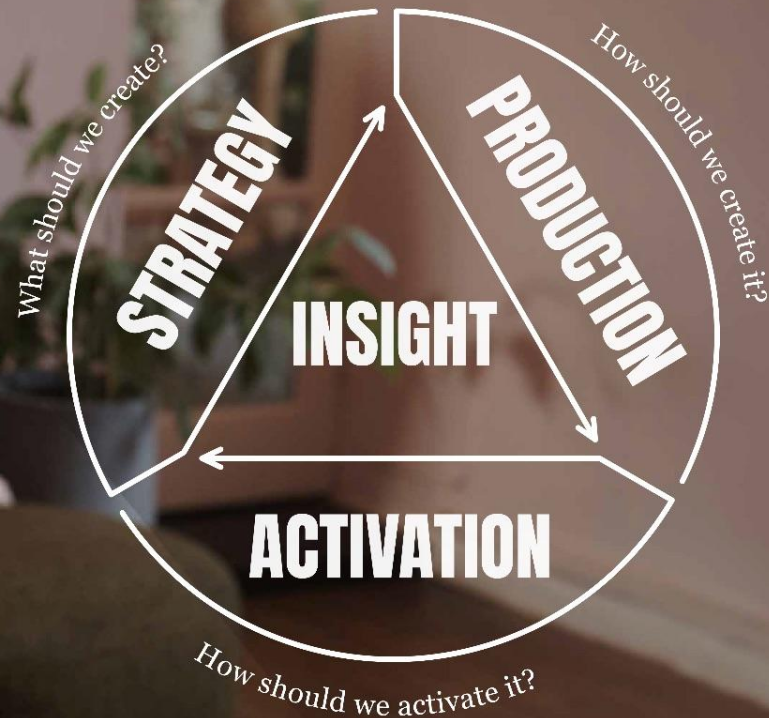 What should we create?
STRATEGY
How should we create it?
PRODUCTION
INSIGHT
ACTIVATION
How should we activate it?